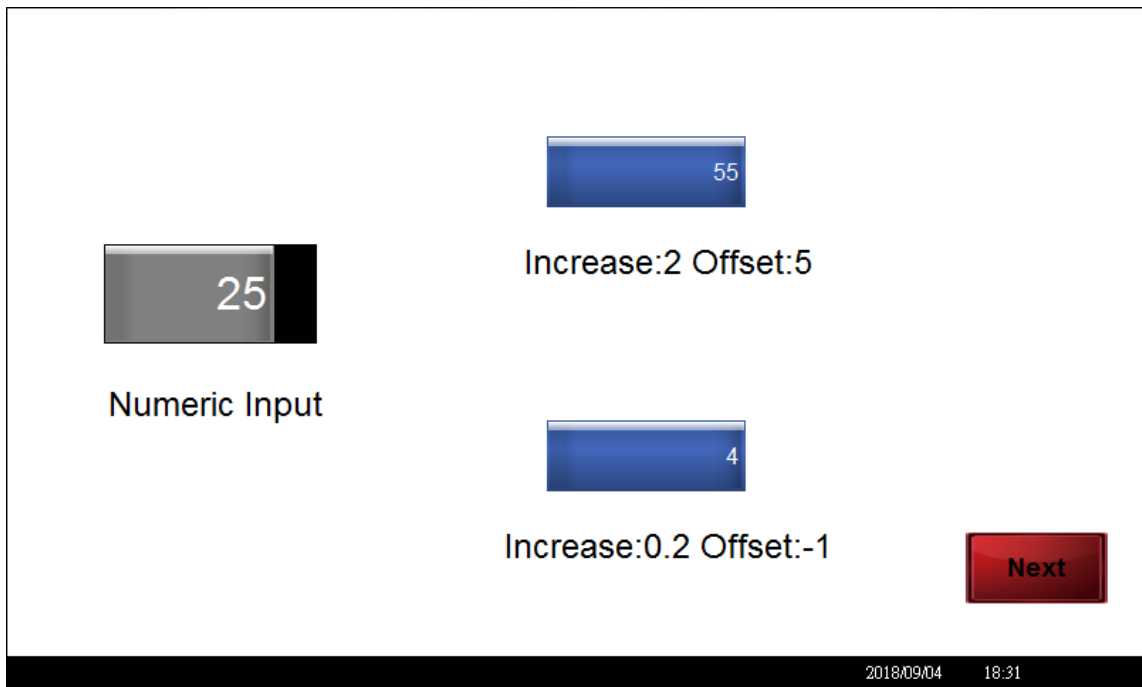 55
Increase:2 Offset:5
25
Numeric Input
4
Increase:0.2 Offset:-1
Next
2018/09/04 18:31